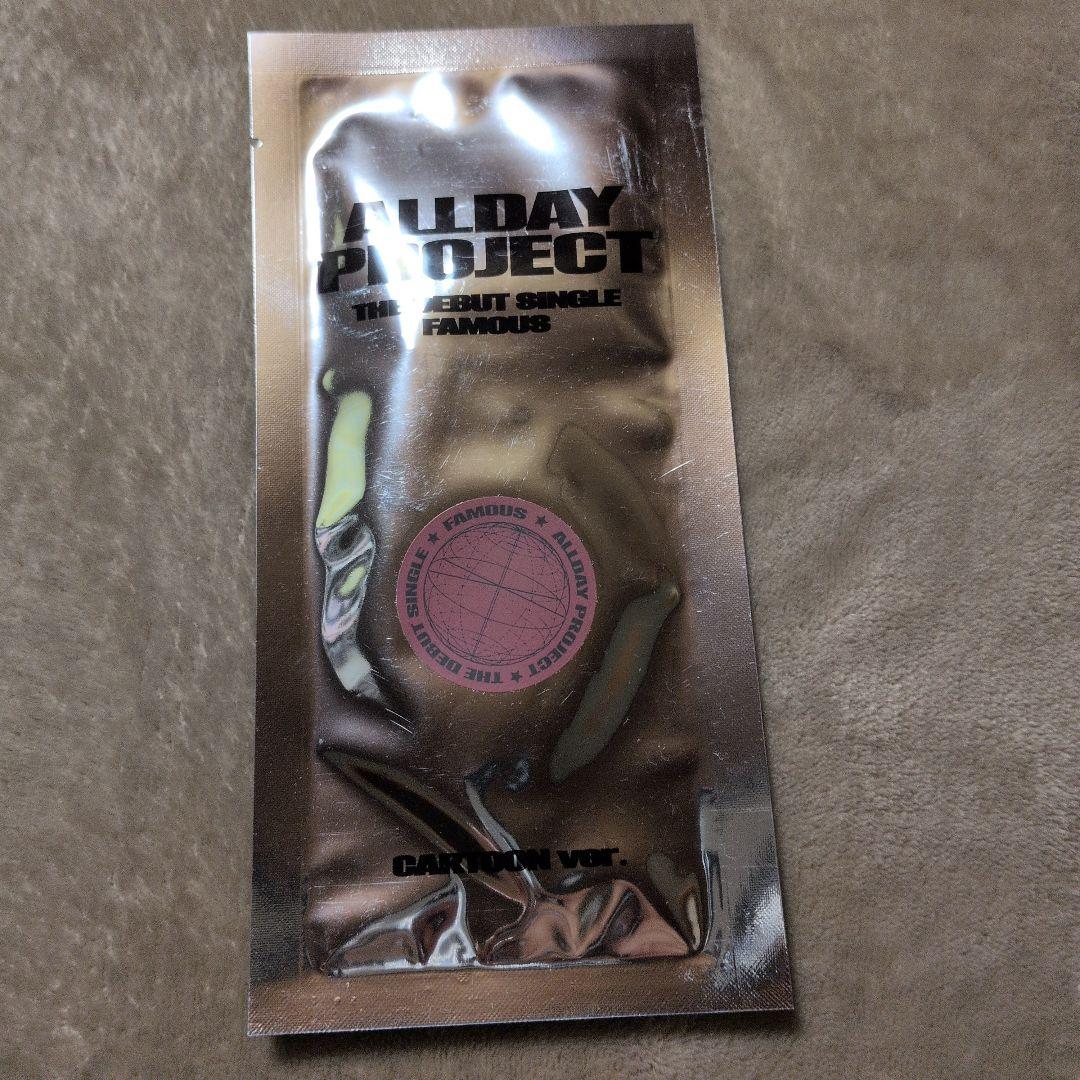 ALLDAY
PROJECT
THE DEBUT SINGLE
FAMOUS
★ FAMOUS ★ ALLDAY PROJECT ★ THE DEBUT SINGLE
CARTOON ver.